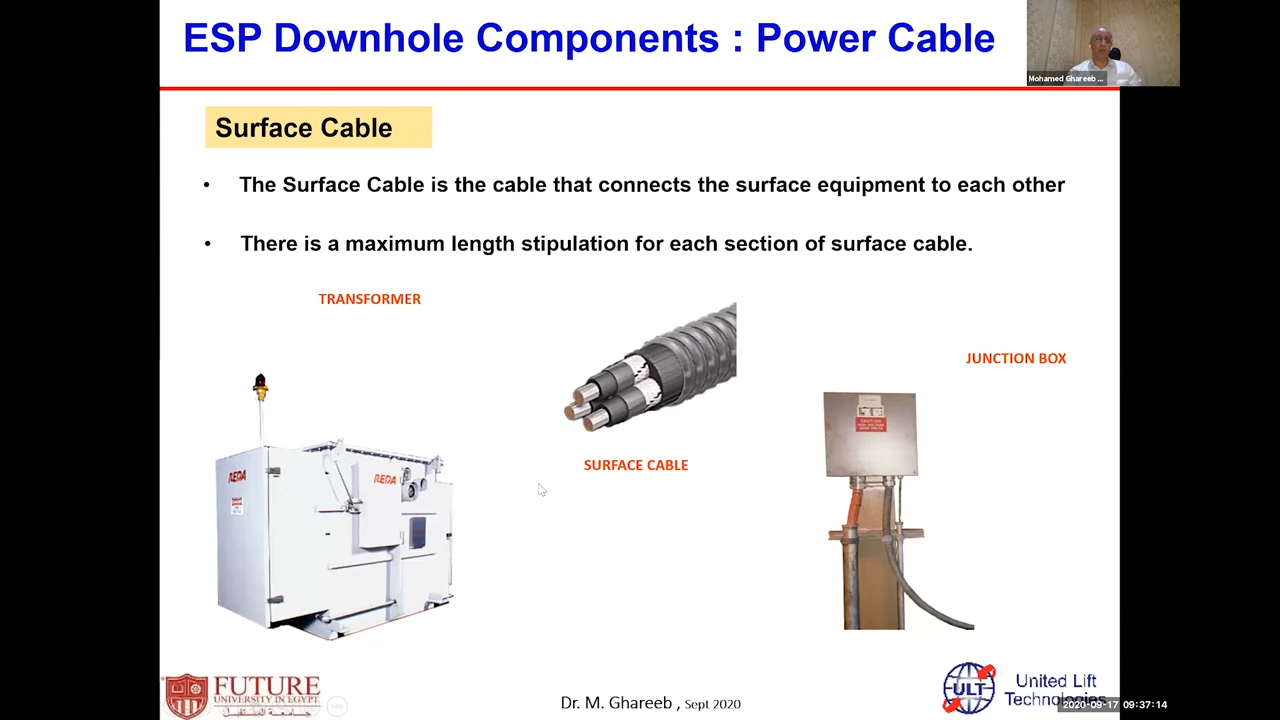 ESP Downhole Components : Power Cable
Mohamed Ghareeb ...
Surface Cable
• The Surface Cable is the cable that connects the surface equipment to each other
• There is a maximum length stipulation for each section of surface cable.
TRANSFORMER
JUNCTION BOX
SURFACE CABLE
REDA
REDA
CAUTION
FUTURE
UNIVERSITY IN EGYPT
جامعة المستقبل
Dr. M. Ghareeb , Sept 2020
ULT
United Lift
Technologies
2020-09-17 09:37:14